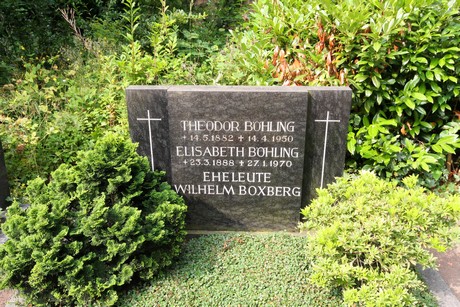 THEODOR BÖHLING
+14.5.1882 +14.4.1950
ELISABETH BÖHLING
+23.3.1888 +27.1.1970
EHELEUTE
WILHELM BOXBERG